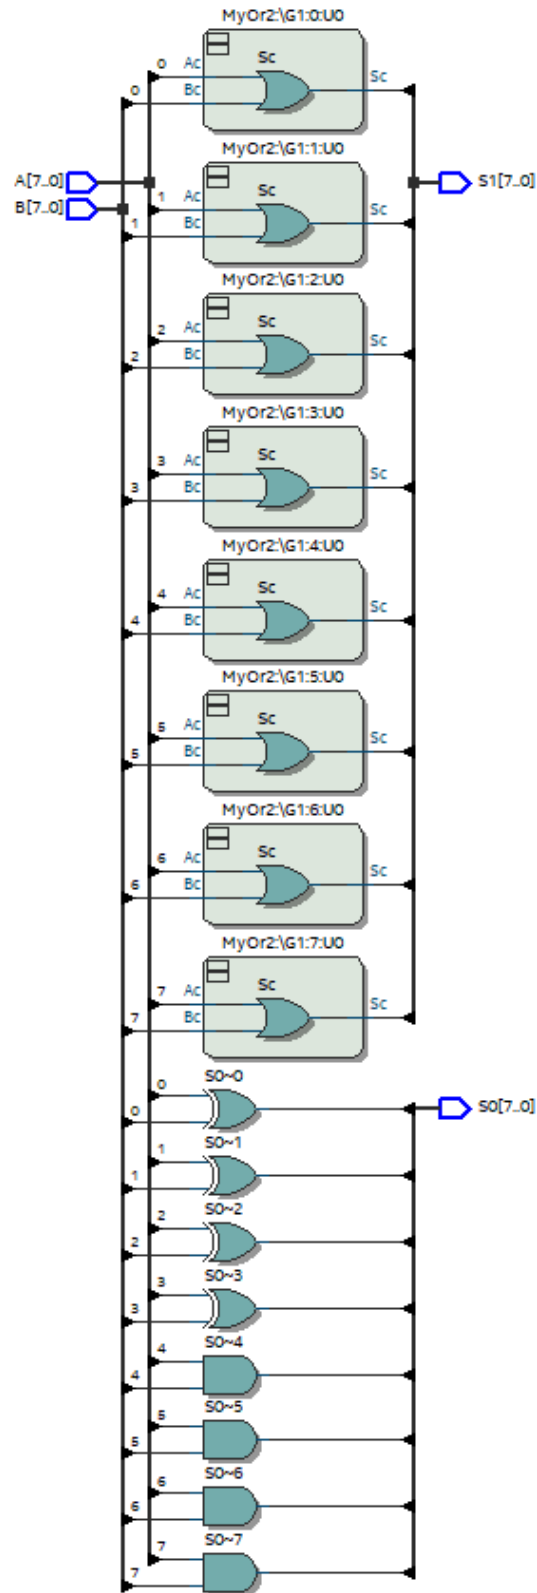 MyOr2:\G1:0:U0
0 Ac Sc Sc
0 Bc
A[7..0] S1[7..0]
B[7..0]
MyOr2:\G1:1:U0
1 Ac Sc Sc
1 Bc
MyOr2:\G1:2:U0
2 Ac Sc Sc
2 Bc
MyOr2:\G1:3:U0
3 Ac Sc Sc
3 Bc
MyOr2:\G1:4:U0
4 Ac Sc Sc
4 Bc
MyOr2:\G1:5:U0
5 Ac Sc Sc
5 Bc
MyOr2:\G1:6:U0
6 Ac Sc Sc
6 Bc
MyOr2:\G1:7:U0
7 Ac Sc Sc
7 Bc
S0~0
0
0
S0[7..0]
S0~1
1
1
S0~2
2
2
S0~3
3
3
S0~4
4
4
S0~5
5
5
S0~6
6
6
S0~7
7
7